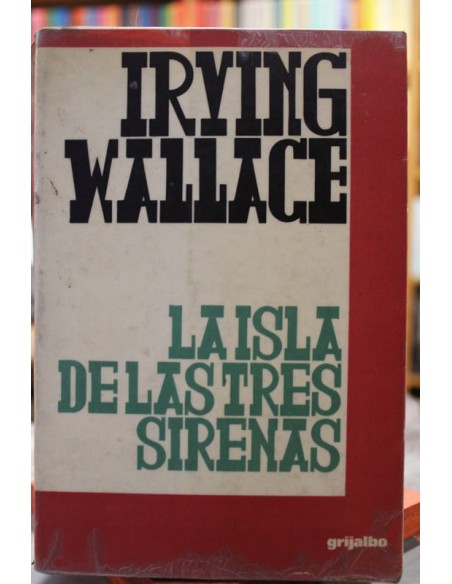 IRVING
WALLACE
LA ISLA
DE LAS TRES
SIRENAS
grijalbo